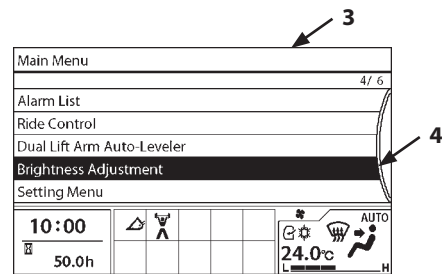 3
Main Menu
4/ 6
Alarm List
Ride Control
Dual Lift Arm Auto-Leveler
4
Brightness Adjustment
Setting Menu
10:00
AUTO
50.0h
24.0℃
L H